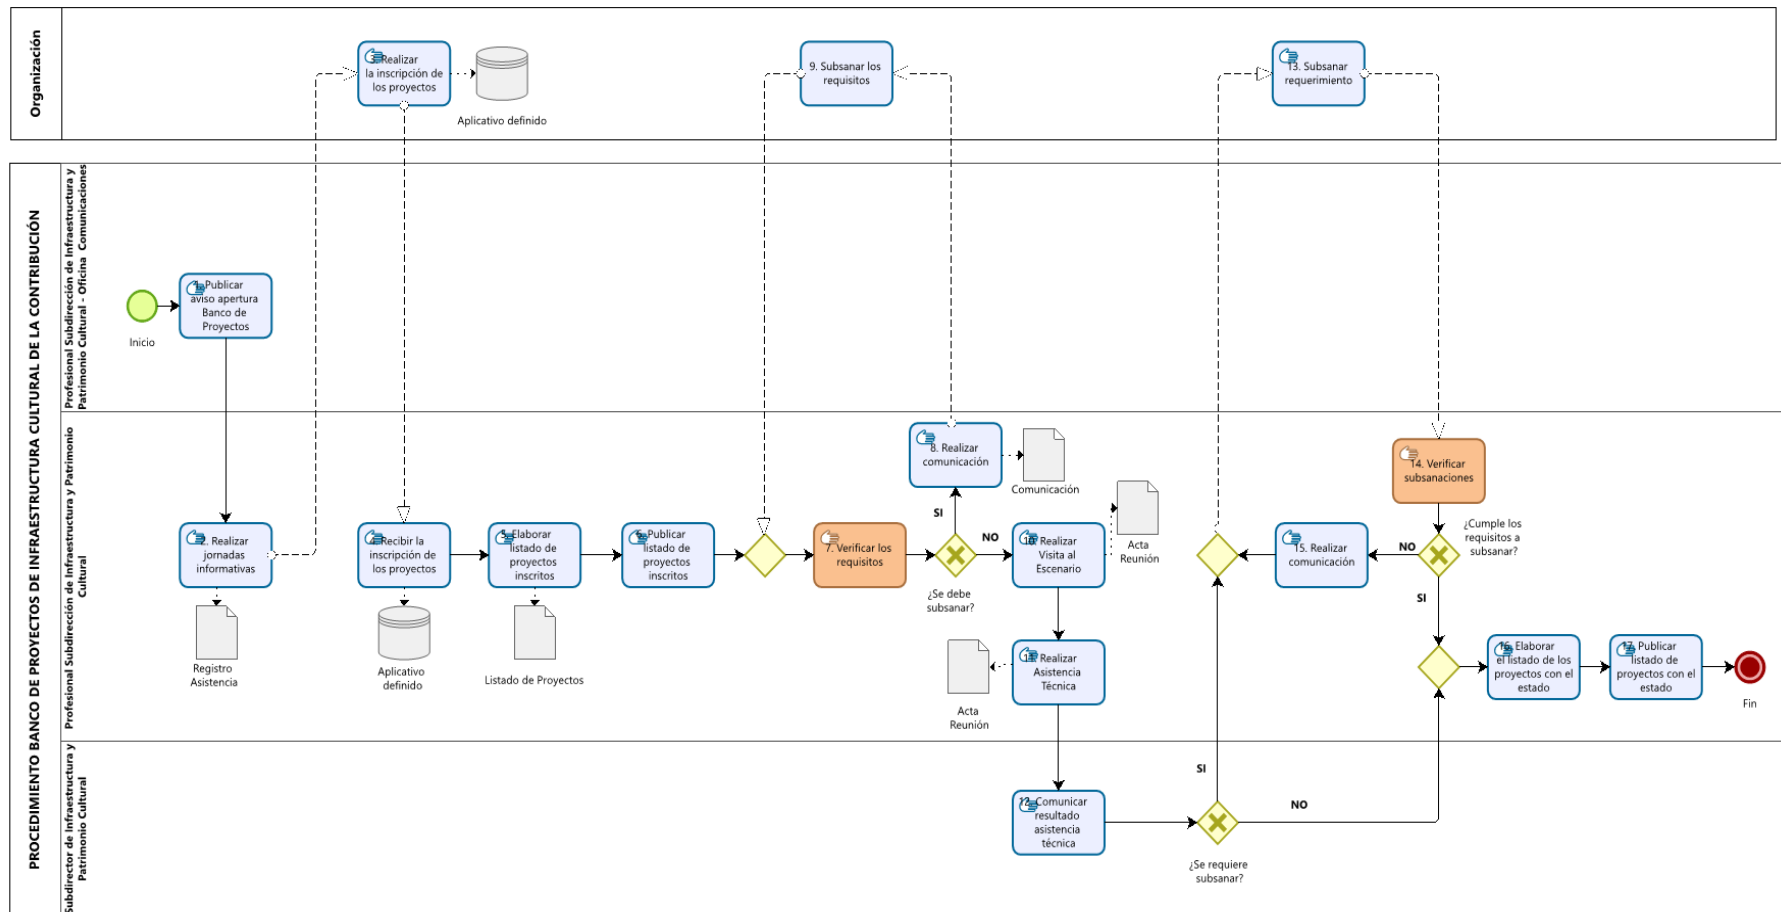 Organización
3. Realizar
la inscripción de
los proyectos
Aplicativo definido
9. Subsanar los
requisitos
13. Subsanar
requerimiento
PROCEDIMIENTO BANCO DE PROYECTOS DE INFRAESTRUCTURA CULTURAL DE LA CONTRIBUCIÓN
Profesional Subdirección de Infraestructura y
Patrimonio Cultural - Oficina Comunicaciones
Inicio
1. Publicar
aviso apertura
Banco de
Proyectos
Profesional Subdirección de Infraestructura y Patrimonio
Cultural
2. Realizar
jornadas
informativas
Registro
Asistencia
4. Recibir la
inscripción de
los proyectos
Aplicativo
definido
5. Elaborar
listado de
proyectos
inscritos
Listado de Proyectos
6. Publicar
listado de
proyectos
inscritos
7. Verificar los
requisitos
¿Se debe
subsanar?
SI
NO
8. Realizar
comunicación
Comunicación
10. Realizar
Visita al
Escenario
Acta
Reunión
11. Realizar
Asistencia
Técnica
Acta
Reunión
14. Verificar
subsanaciones
¿Cumple los
requisitos a
subsanar?
NO
SI
15. Realizar
comunicación
16. Elaborar
el listado de los
proyectos con el
estado
17. Publicar
listado de
proyectos con el
estado
Fin
Subdirector de Infraestructura y
Patrimonio Cultural
12. Comunicar
resultado
asistencia
técnica
SI
NO
¿Se requiere
subsanar?